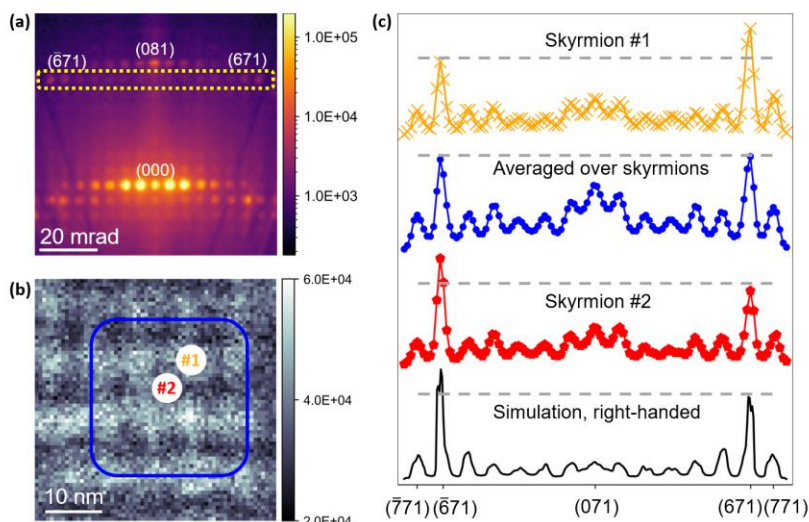 (a)
(081)
(6̅71)
(671)
(000)
20 mrad
1.0E+05
1.0E+04
1.0E+03
(b)
#1
#2
10 nm
6.0E+04
4.0E+04
2.0E+04
(c)
Skyrmion #1
Averaged over skyrmions
Skyrmion #2
Simulation, right-handed
(7̅71)(6̅71) (071) (671)(771)